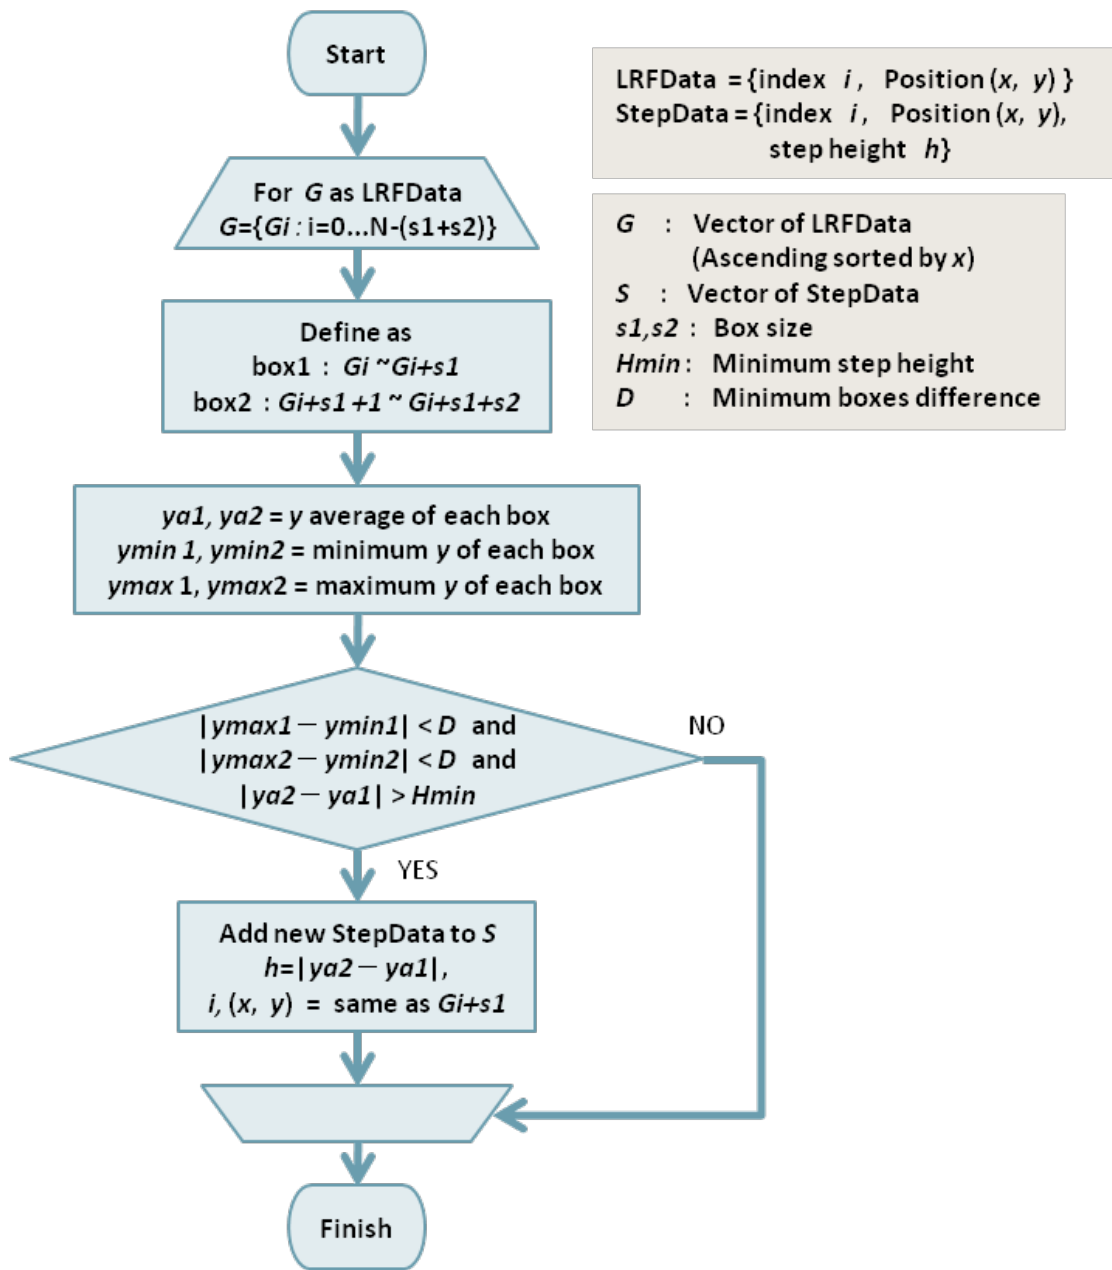 Start
LRFData = {index i , Position (x, y) }
StepData = {index i , Position (x, y),
step height h}
For G as LRFData
G={Gi : i=0...N-(s1+s2)}
G : Vector of LRFData
(Ascending sorted by x)
S : Vector of StepData
s1,s2 : Box size
Hmin : Minimum step height
D : Minimum boxes difference
Define as
box1 : Gi ~Gi+s1
box2 : Gi+s1 +1 ~ Gi+s1+s2
ya1, ya2 = y average of each box
ymin 1, ymin2 = minimum y of each box
ymax 1, ymax2 = maximum y of each box
|ymax1 — ymin1| < D and
|ymax2 — ymin2| < D and
|ya2 — ya1| > Hmin
NO
YES
Add new StepData to S
h=|ya2 — ya1| ,
i, (x, y) = same as Gi+s1
Finish